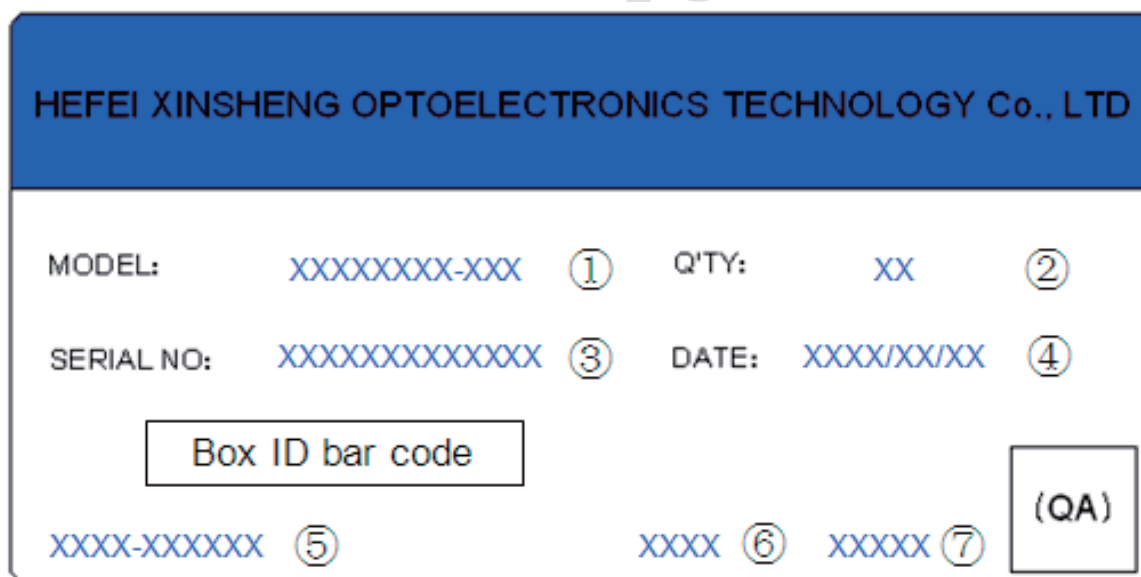 HEFEI XINSHENG OPTOELECTRONICS TECHNOLOGY Co., LTD
MODEL: XXXXXXXX-XXX ① Q'TY: XX ②
SERIAL NO: XXXXXXXXXXXXX ③ DATE: XXXX/XX/XX ④
Box ID bar code
(QA)
XXXX-XXXXXX ⑤ XXXX ⑥ XXXXX ⑦